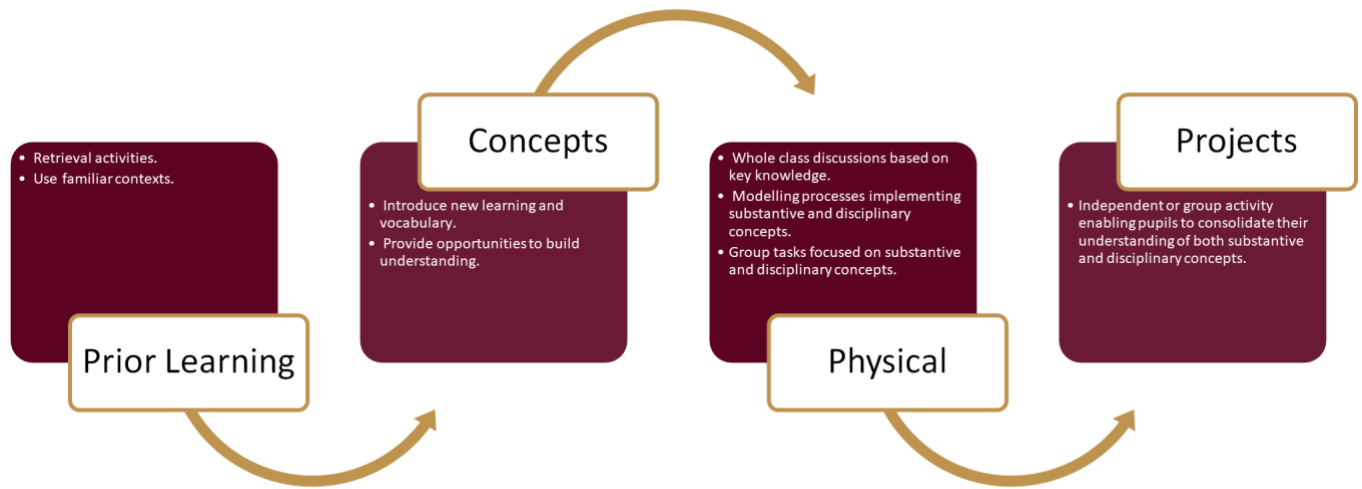 • Retrieval activities.
• Use familiar contexts.
Prior Learning
Concepts
• Introduce new learning and
vocabulary.
• Provide opportunities to build
understanding.
• Whole class discussions based on
key knowledge.
• Modelling processes implementing
substantive and disciplinary
concepts.
• Group tasks focused on substantive
and disciplinary concepts.
Physical
Projects
• Independent or group activity
enabling pupils to consolidate their
understanding of both substantive
and disciplinary concepts.